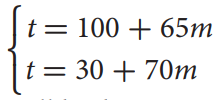 t = 100 + 65m
t = 30 + 70m